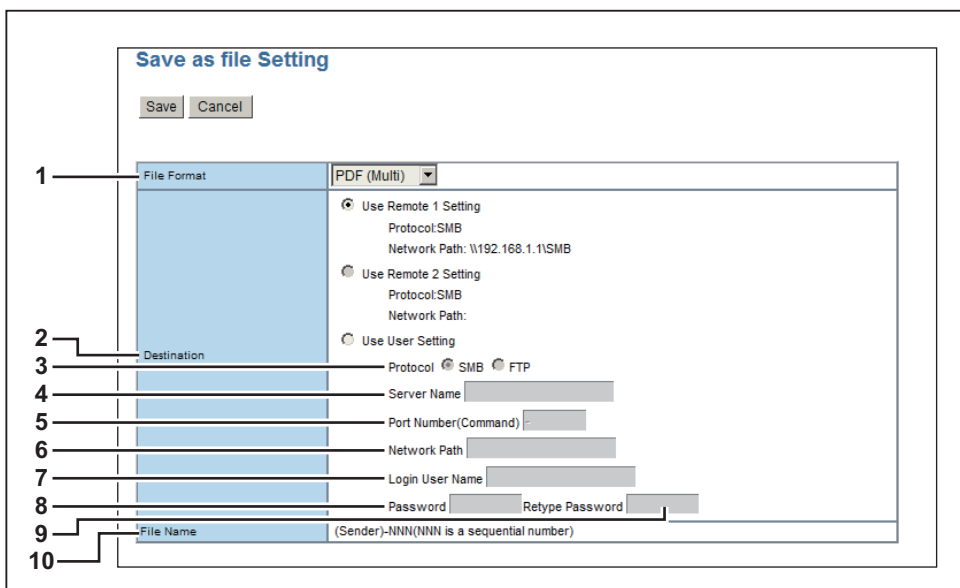 Save as file Setting
Save Cancel
1 File Format PDF (Multi)
Use Remote 1 Setting
Protocol:SMB
Network Path: \\192.168.1.1\SMB
Use Remote 2 Setting
Protocol:SMB
Network Path:
2 Destination Use User Setting
3 Protocol SMB FTP
4 Server Name
5 Port Number(Command) -
6 Network Path
7 Login User Name
8 Password Retype Password
9
10 File Name (Sender)-NNN(NNN is a sequential number)